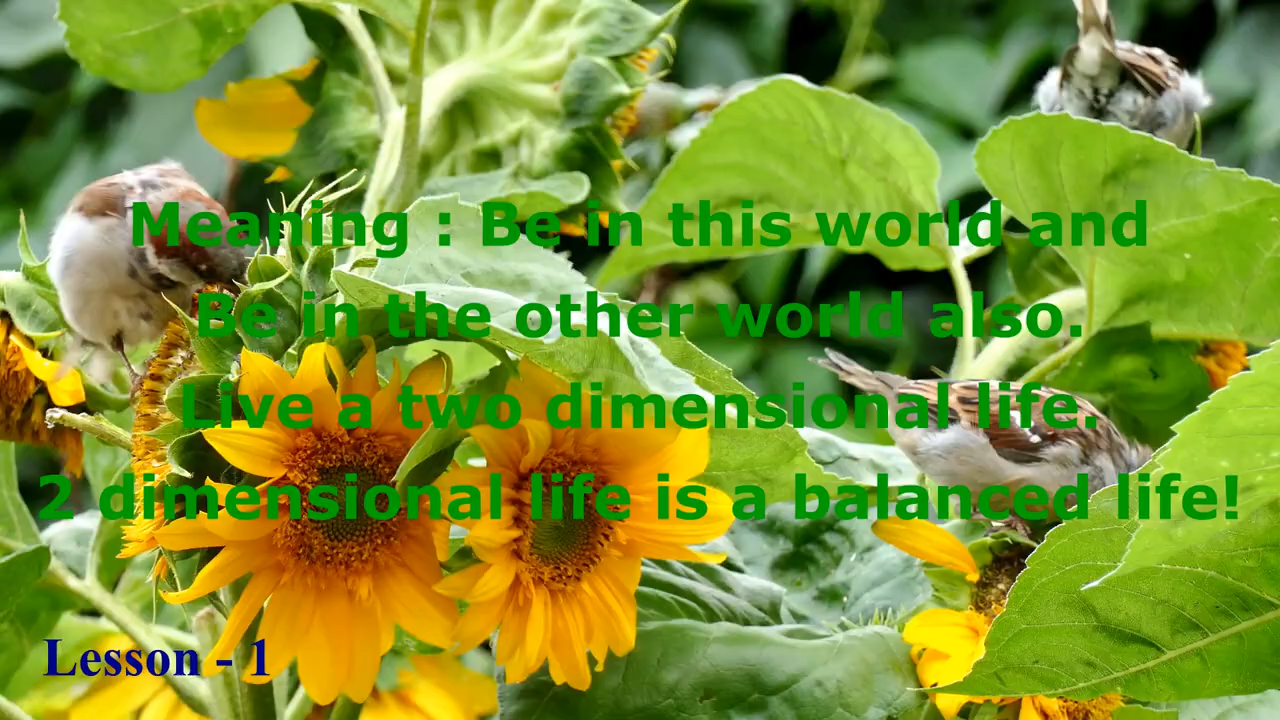 Meaning : Be in this world and
Be in the other world also.
Live a two dimensional life.
2 dimensional life is a balanced life!
Lesson - 1